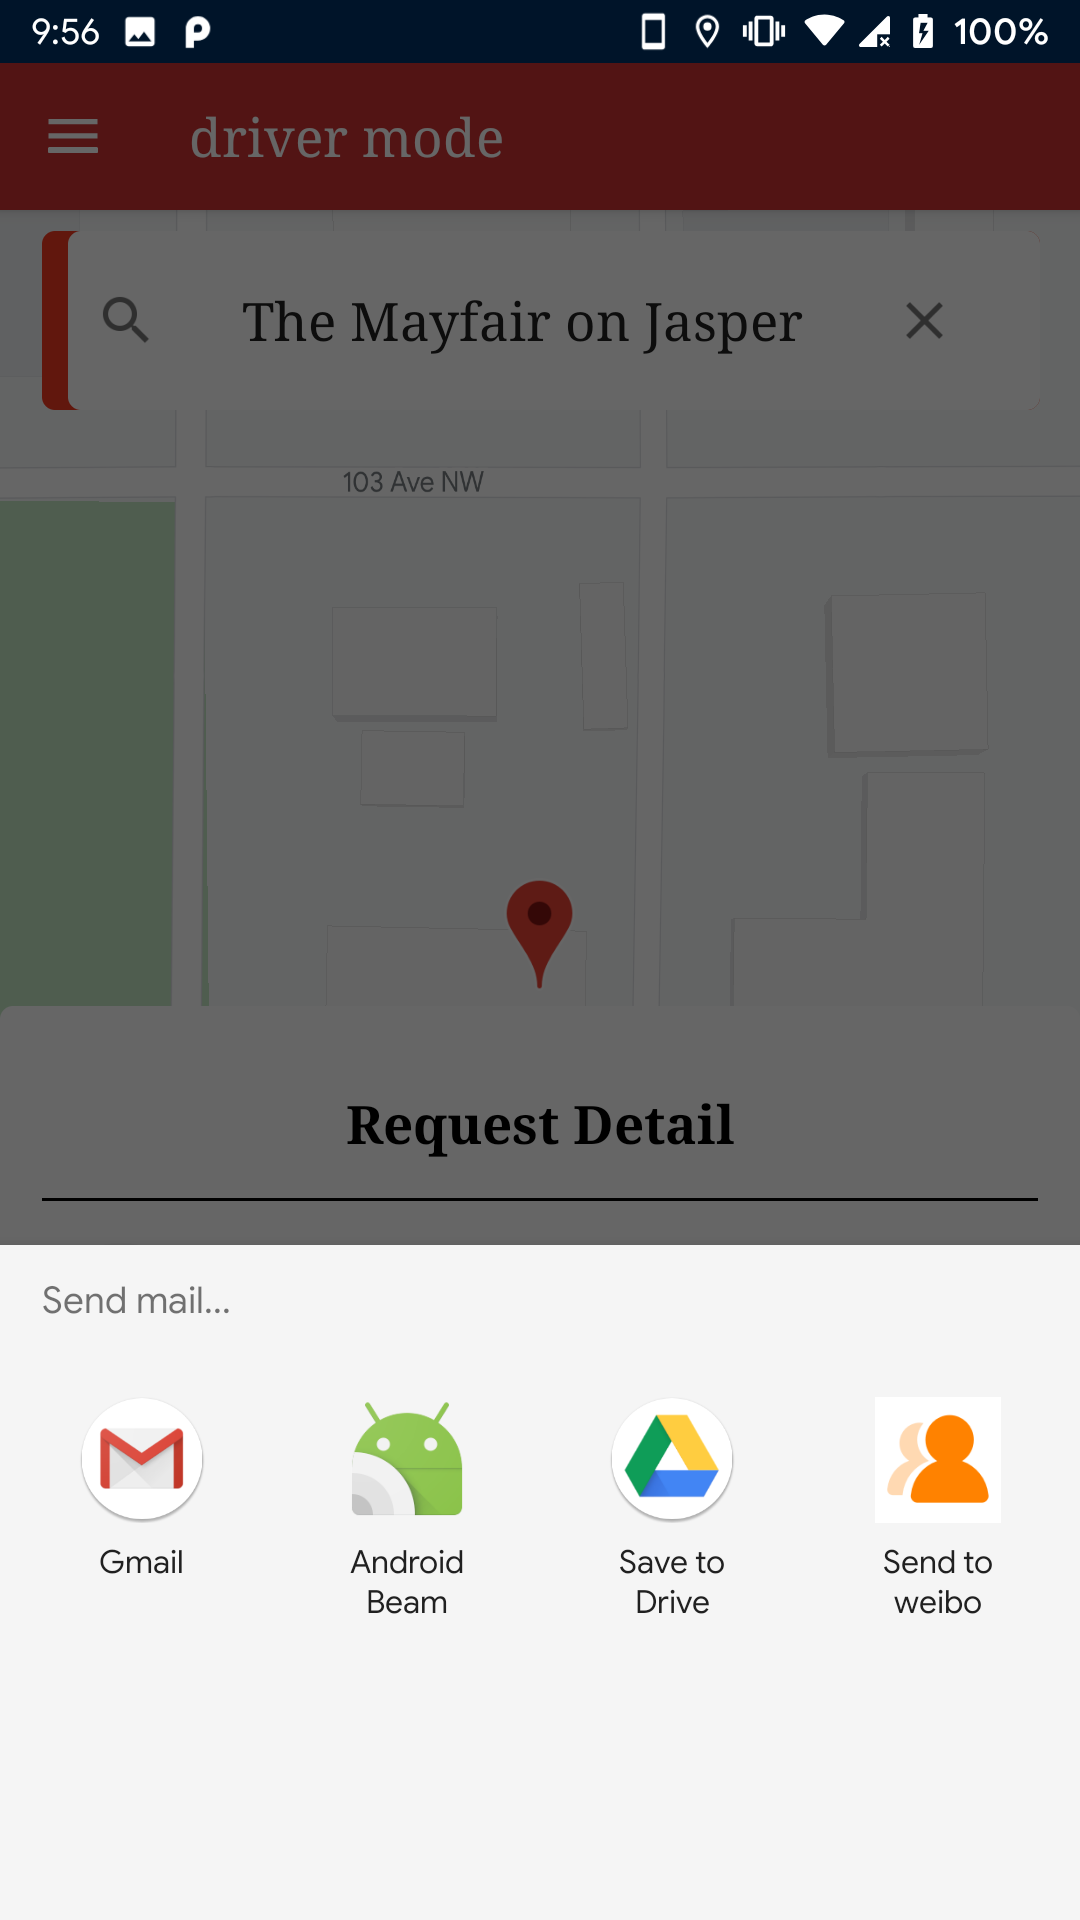 9:56
100%
driver mode
The Mayfair on Jasper
103 Ave NW
Request Detail
Send mail...
Gmail
Android
Beam
Save to
Drive
Send to
weibo